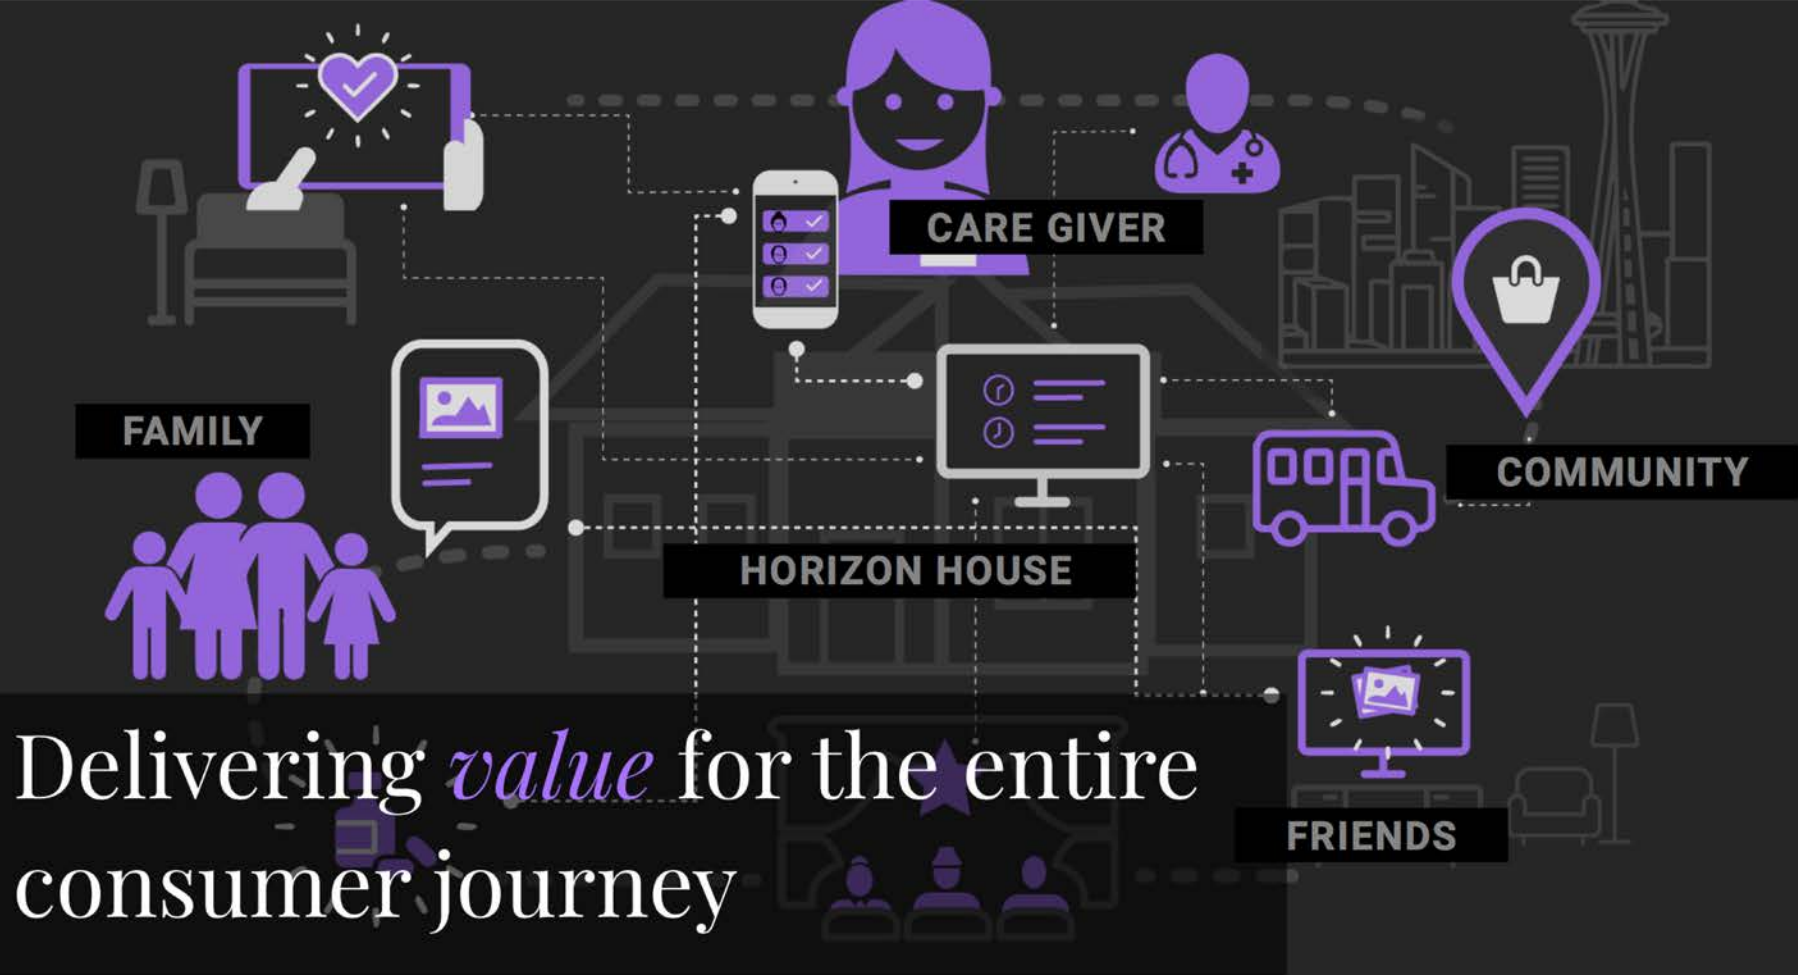 CARE GIVER
FAMILY
COMMUNITY
HORIZON HOUSE
Delivering value for the entire
consumer journey
FRIENDS